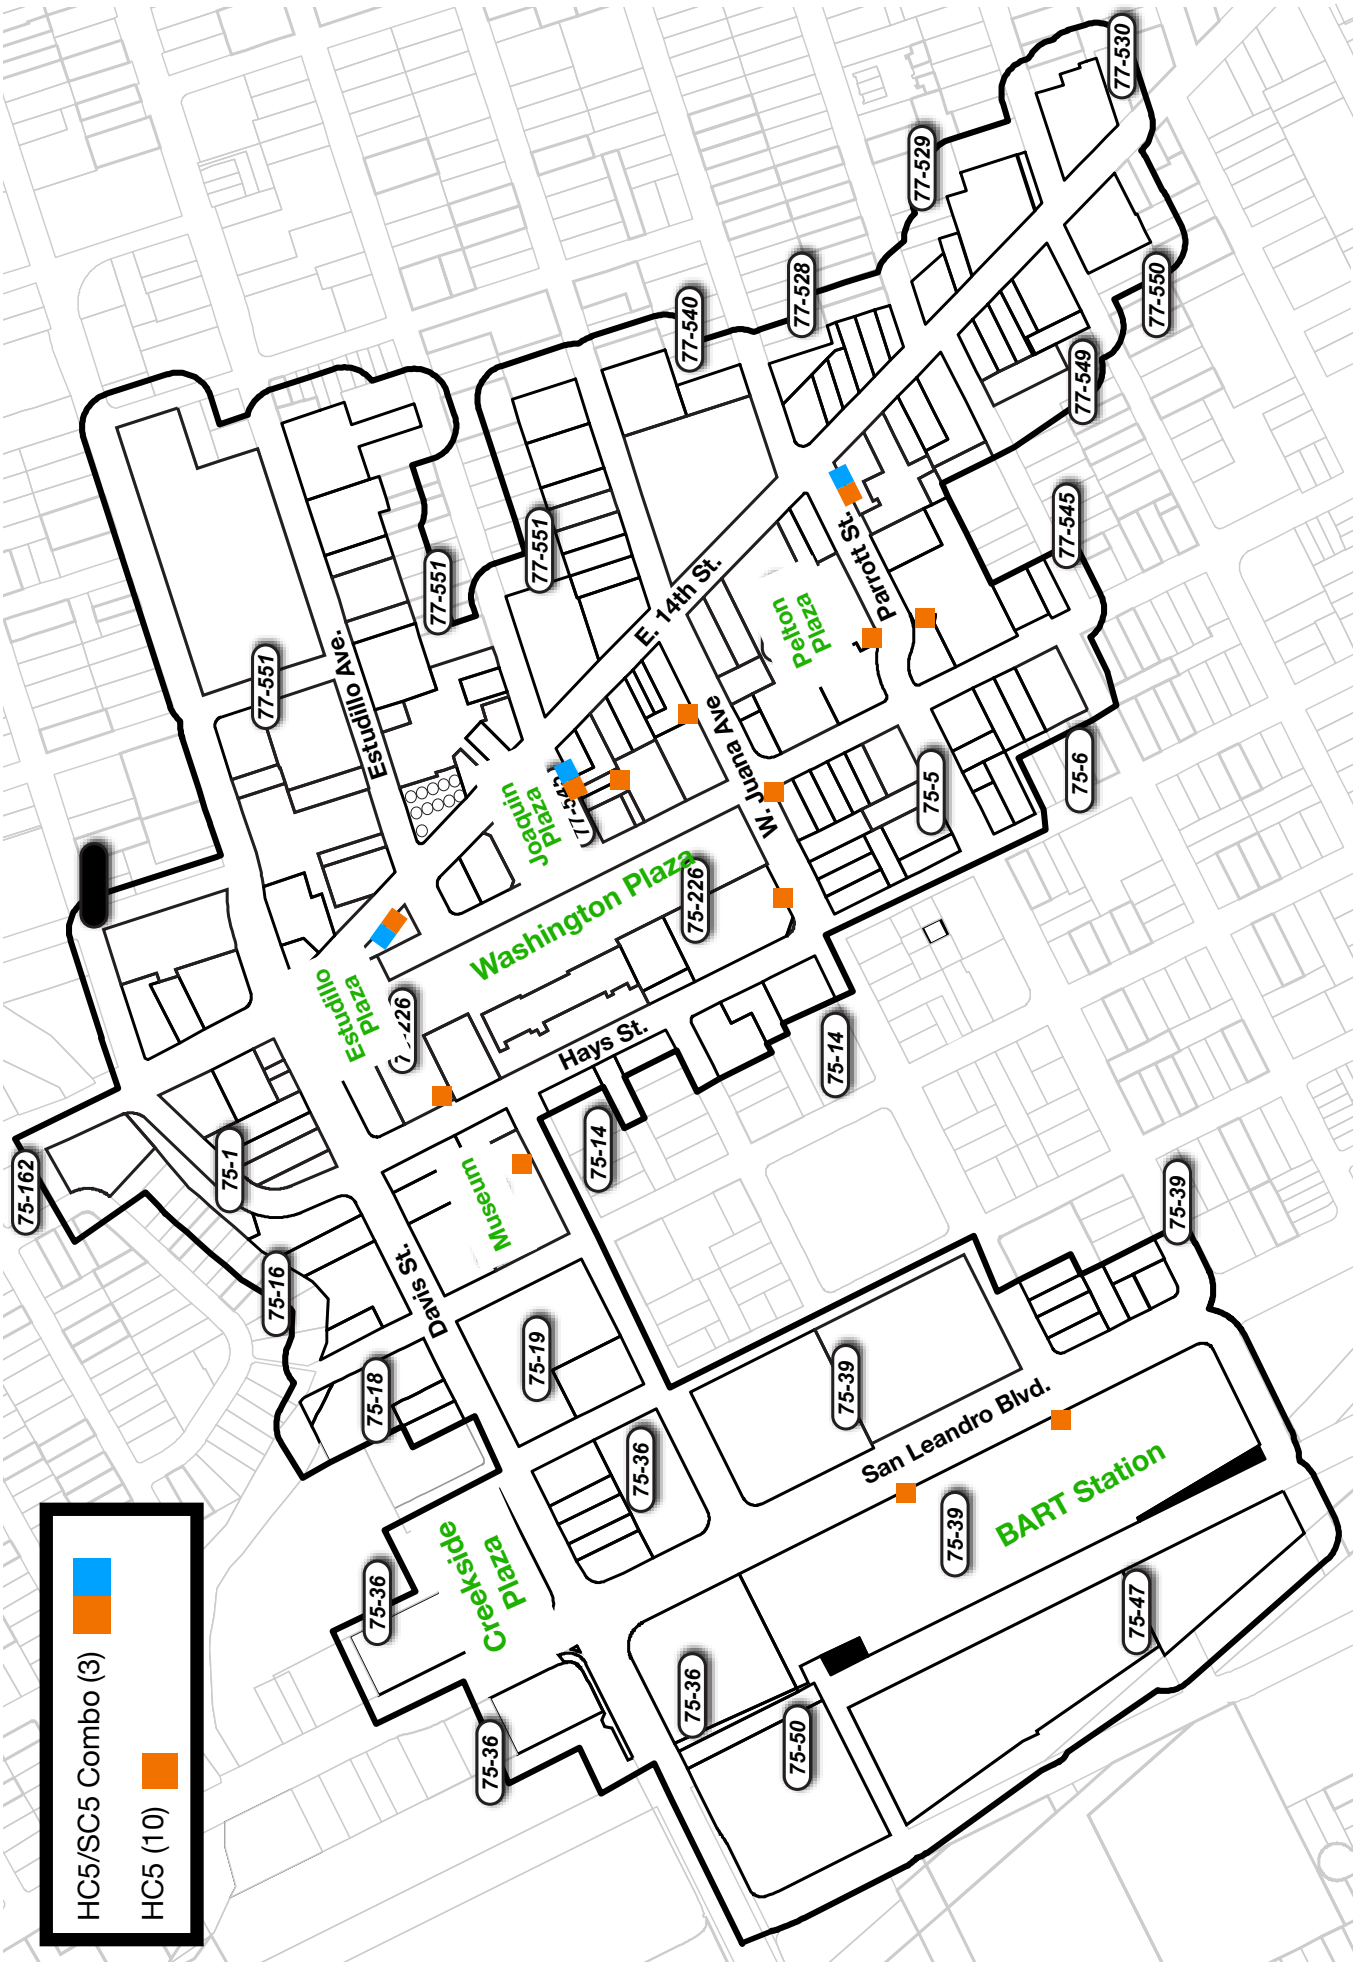 HC5/SC5 Combo (3)
HC5 (10)
77-530
77-529
77-528
77-540
77-550
77-549
77-545
77-551
77-551
77-551
Estudillo Ave.
E. 14th St.
Parrott St.
Pelton
Plaza
W. Juana Ave
Joaquin
Plaza
Washington Plaza
75-226
75-5
75-6
Estudillo
Plaza
Hays St.
75-14
75-14
Museum
75-162
75-1
75-16
75-18
Davis St.
75-19
75-36
75-39
75-39
San Leandro Blvd.
75-39
BART Station
75-47
Creekside
Plaza
75-36
75-36
75-36
75-50